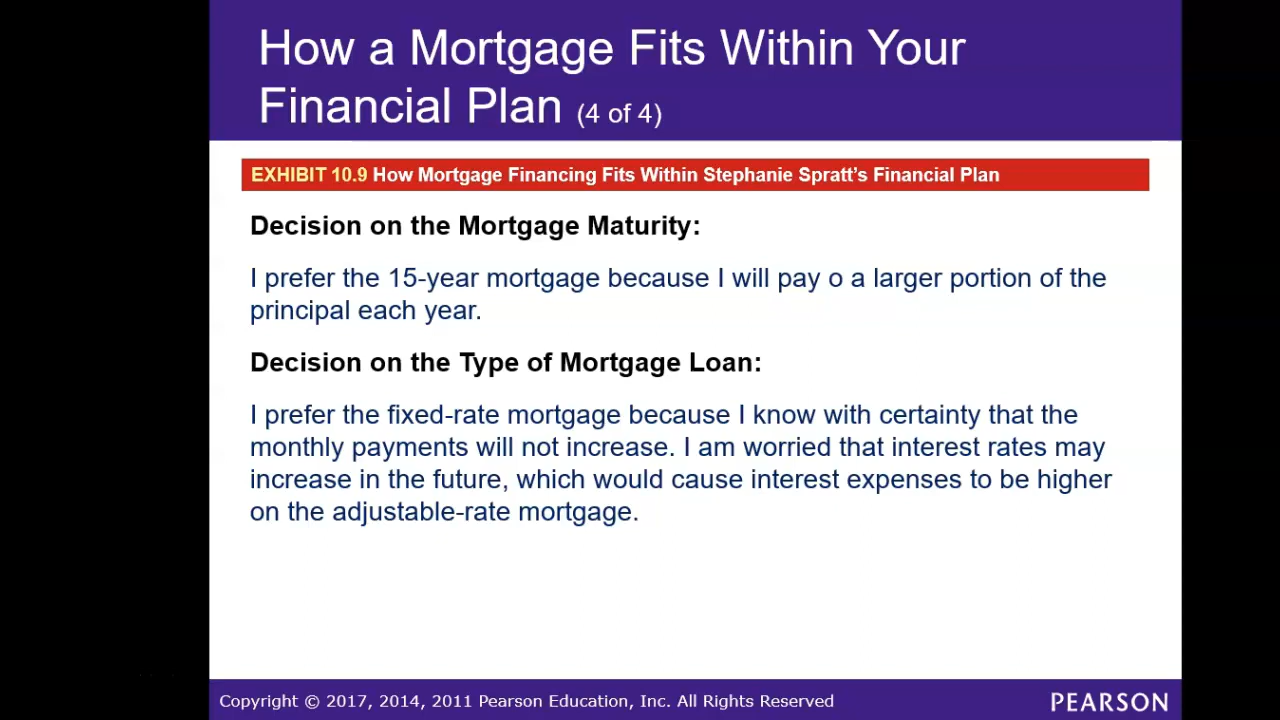 How a Mortgage Fits Within Your
Financial Plan (4 of 4)
EXHIBIT 10.9 How Mortgage Financing Fits Within Stephanie Spratt’s Financial Plan
Decision on the Mortgage Maturity:
I prefer the 15-year mortgage because I will pay o a larger portion of the
principal each year.
Decision on the Type of Mortgage Loan:
I prefer the fixed-rate mortgage because I know with certainty that the
monthly payments will not increase. I am worried that interest rates may
increase in the future, which would cause interest expenses to be higher
on the adjustable-rate mortgage.
Copyright © 2017, 2014, 2011 Pearson Education, Inc. All Rights Reserved
PEARSON